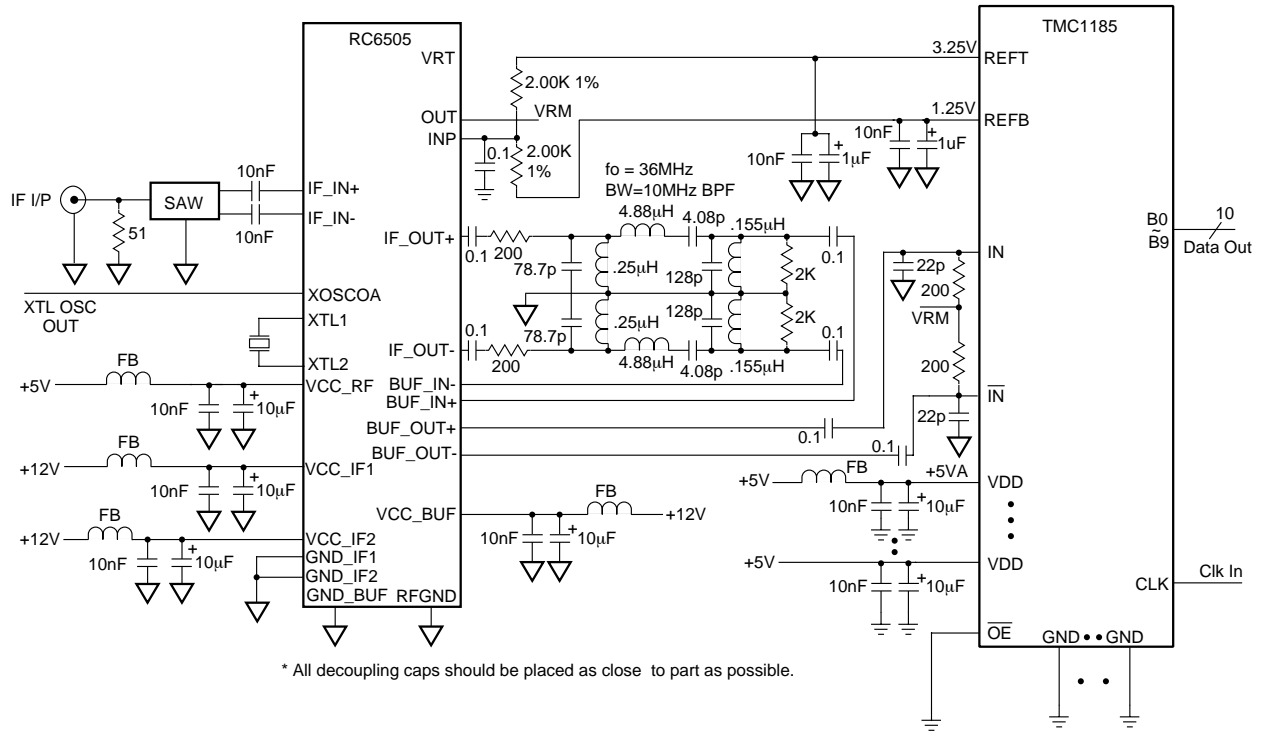 RC6505
TMC1185
VRT
3.25V
REFT
2.00K 1%
OUT
VRM
1.25V
REFB
INP
0.1
2.00K
1%
10nF
1μF
10nF
1uF
+
+
fo = 36MHz
BW=10MHz BPF
10nF
IF_IN+
IF I/P
SAW
IF_IN-
10nF
51
4.88μH
4.08p
.155μH
IF_OUT+
0.1
200
0.1
78.7p
.25μH
128p
2K
B0
~
B9
10
Data Out
IN
22p
200
XOSCOA
XTL OSC
OUT
XTL1
XTL2
128p
2K
VRM
0.1
78.7p
.25μH
0.1
IF_OUT-
200
4.88μH
4.08p
.155μH
200
FB
+5V
VCC_RF
10nF
+
10μF
BUF_IN-
BUF_IN+
IN
BUF_OUT+
0.1
22p
BUF_OUT-
0.1
FB
+12V
VCC_IF1
10nF
+
10μF
+5V
FB
+5VA
VDD
10nF
+
10μF
FB
+12V
VCC_IF2
10nF
+
10μF
GND_IF1
GND_IF2
GND_BUF
RFGND
VCC_BUF
FB
+12V
10nF
+
10μF
+5V
VDD
10nF
+
10μF
CLK
Clk In
OE
GND
GND
* All decoupling caps should be placed as close to part as possible.